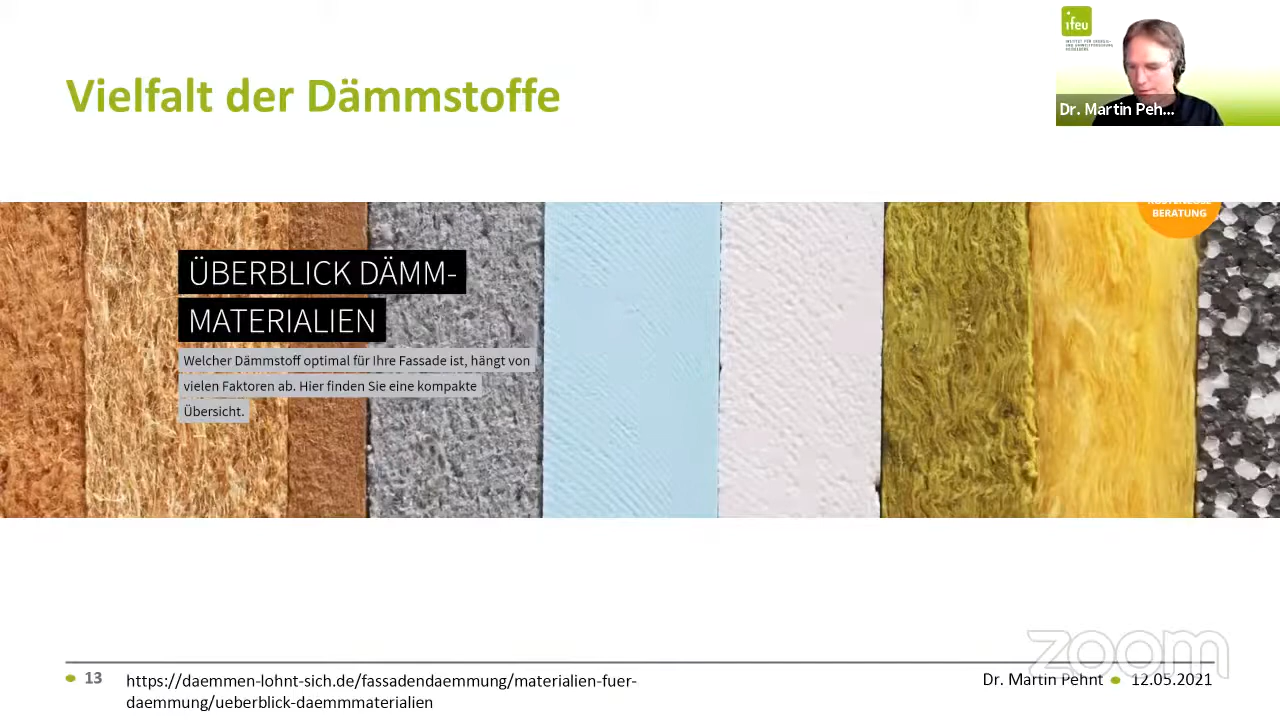 ifeu
Vielfalt der Dämmstoffe
Dr. Martin Peh...
BERATUNG
ÜBERBLICK DÄMM-
MATERIALIEN
Welcher Dämmstoff optimal für Ihre Fassade ist, hängt von
vielen Faktoren ab. Hier finden Sie eine kompakte
Übersicht.
zoom
13
https://daemmen-lohnt-sich.de/fassadendaemmung/materialien-fuer-
daemmung/ueberblick-daemmmaterialien
Dr. Martin Pehnt
12.05.2021